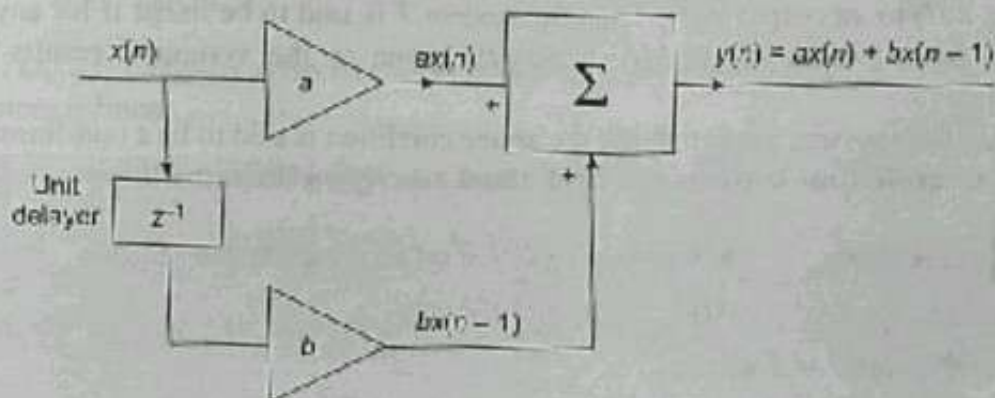 x(n)
a
ax(n)
Σ
y(n) = ax(n) + bx(n − 1)
+
+
Unit
delayer
z⁻¹
b
bx(n − 1)